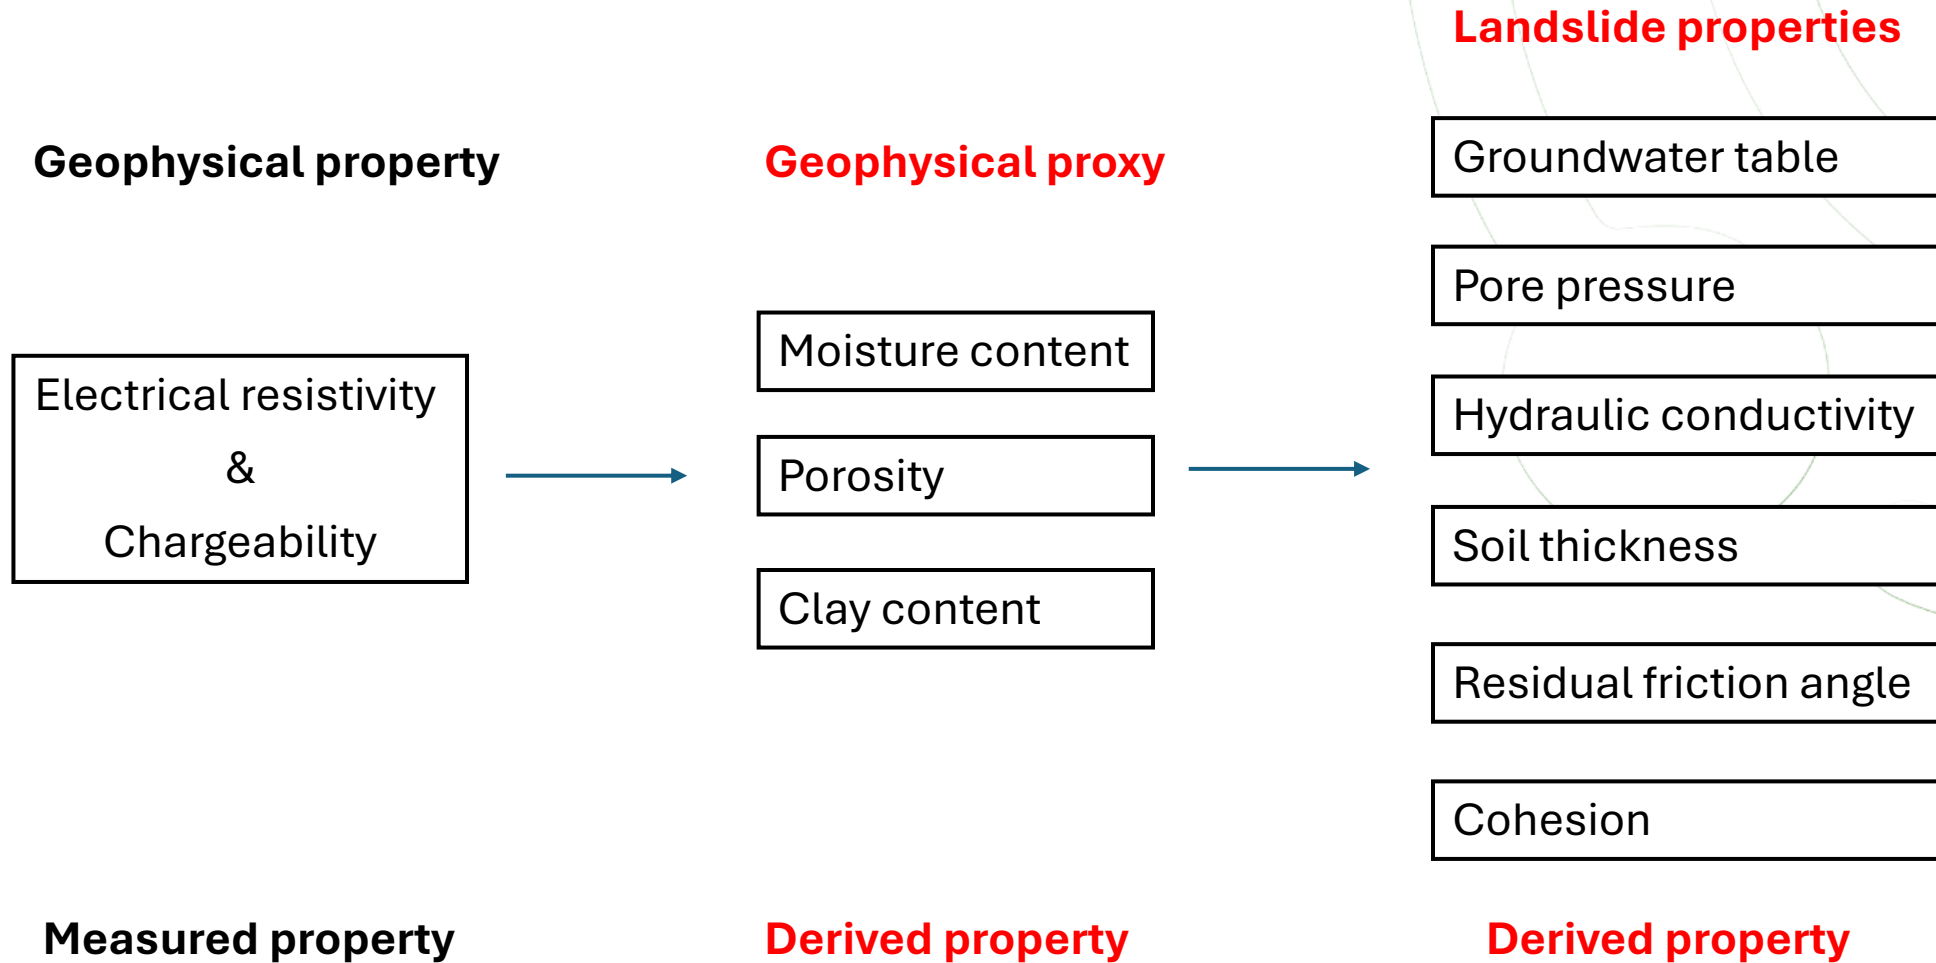 Landslide properties
Geophysical property
Geophysical proxy
Groundwater table
Pore pressure
Moisture content
Electrical resistivity
&
Chargeability
Porosity
Clay content
Hydraulic conductivity
Soil thickness
Residual friction angle
Cohesion
Measured property
Derived property
Derived property